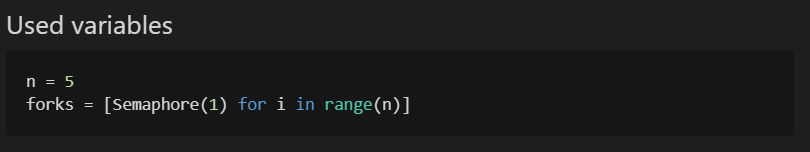 Used variables
n = 5
forks = [Semaphore(1) for i in range(n)]